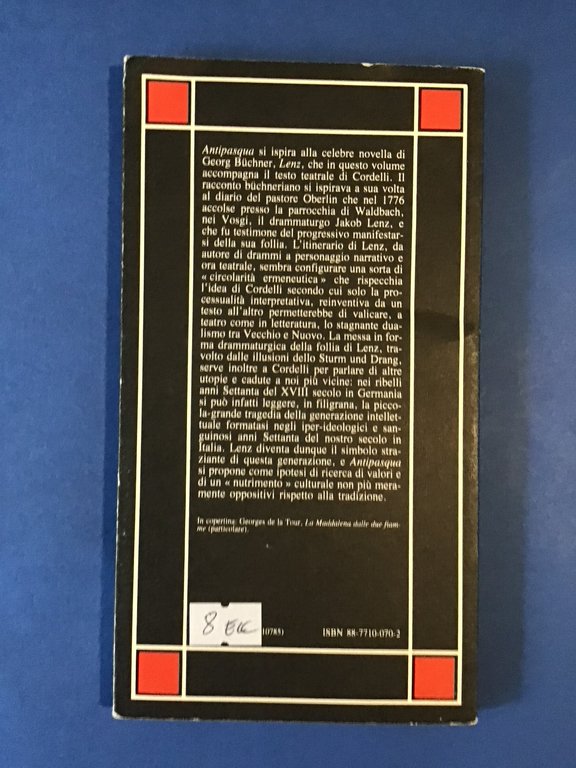 Antipasqua si ispira alla celebre novella di
Georg Büchner, Lenz, che in questo volume
accompagna il testo teatrale di Cordelli. Il
racconto büchneriano si ispirava a sua volta
al diario del pastore Oberlin che nel 1776
accolse presso la parrocchia di Waldbach,
nei Vosgi, il drammaturgo Jakob Lenz, e
che fu testimone del progressivo manifestar-
si della sua follia. L'itinerario di Lenz, da
autore di drammi a personaggio narrativo e
ora teatrale, sembra configurare una sorta di
« circolarità ermeneutica » che rispecchia
l'idea di Cordelli secondo cui solo la pro-
cessualità interpretativa, reinventiva da un
testo all'altro permetterebbe di valicare, a
teatro come in letteratura, lo stagnante dua-
lismo tra Vecchio e Nuovo. La messa in for-
ma drammaturgica della follia di Lenz, tra-
volto dalle illusioni dello Sturm und Drang,
serve inoltre a Cordelli per parlare di altre
utopie e cadute a noi più vicine: nei ribelli
anni Settanta del XVIII secolo in Germania
si può infatti leggere, in filigrana, la picco-
la-grande tragedia della generazione intellet-
tuale formatasi negli iper-ideologici e san-
guinosi anni Settanta del nostro secolo in
Italia. Lenz diventa dunque il simbolo stra-
ziante di questa generazione, e Antipasqua
si propone come ipotesi di ricerca di valori e
di un « nutrimento » culturale non più mera-
mente oppositivi rispetto alla tradizione.
In copertina: Georges de la Tour, La Maddalena dalle due fiam-
me (particolare).
8 10785)
ISBN 88-7710-070-2